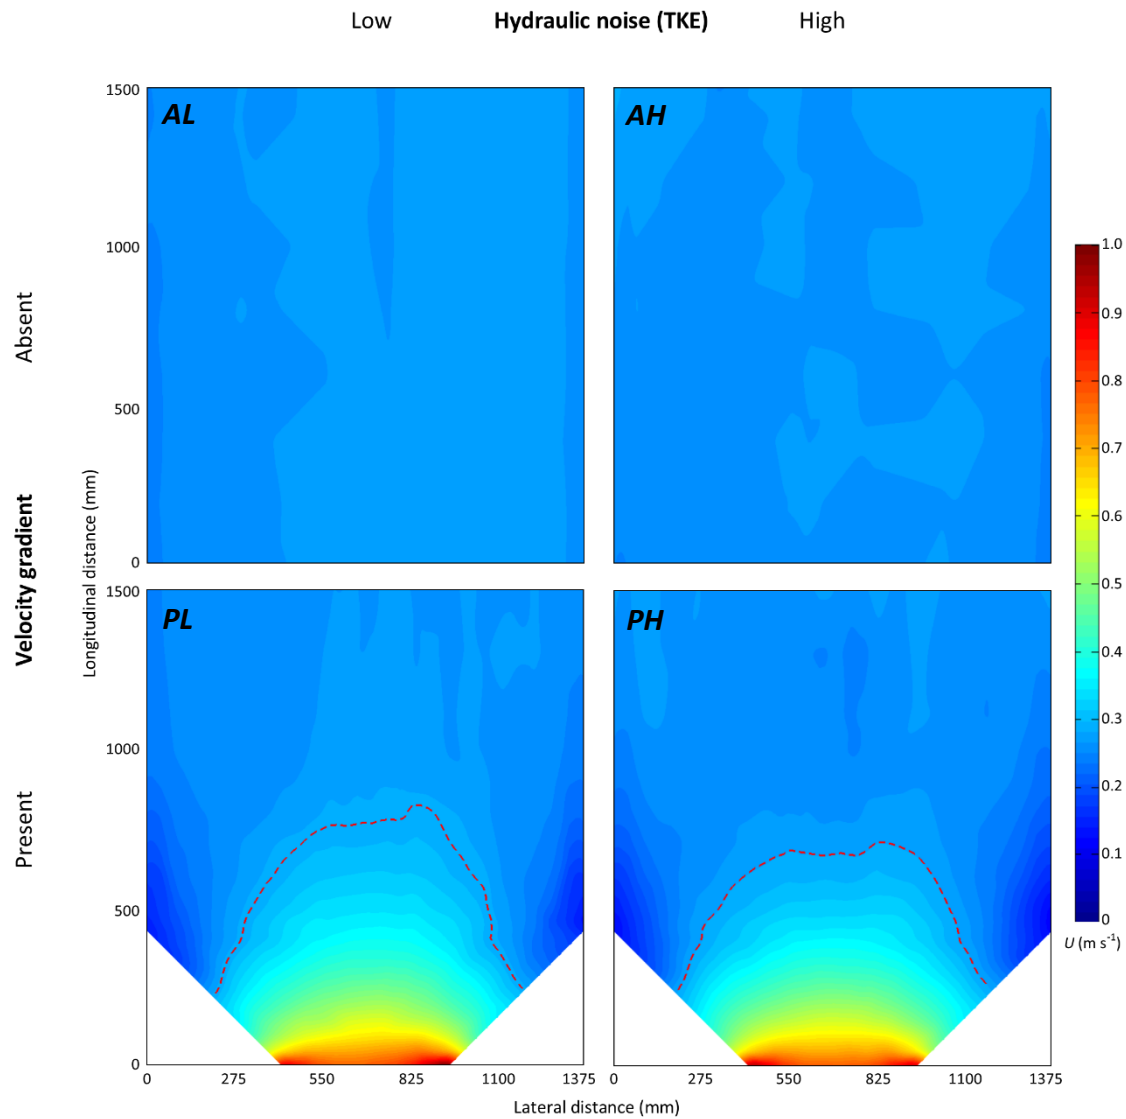 Low Hydraulic noise (TKE) High
AL
AH
1500
1000
500
0
Absent
Velocity gradient
Longitudinal distance (mm)
Present
PL
PH
1500
1000
500
0
0 275 550 825 1100 1375
0 275 550 825 1100 1375
Lateral distance (mm)
1.0
0.9
0.8
0.7
0.6
0.5
0.4
0.3
0.2
0.1
0
U (m s⁻¹)